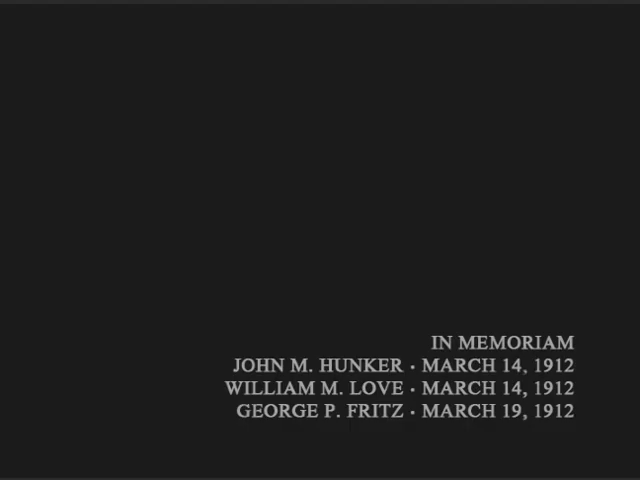 IN MEMORIAM
JOHN M. HUNKER · MARCH 14, 1912
WILLIAM M. LOVE · MARCH 14, 1912
GEORGE P. FRITZ · MARCH 19, 1912